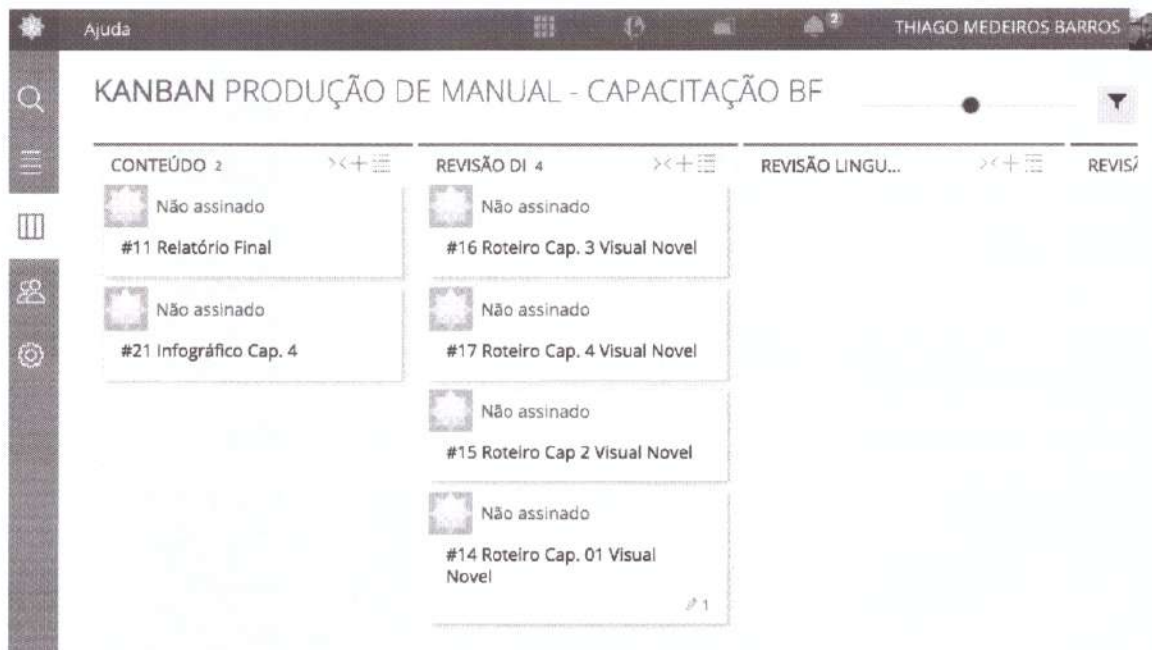 Ajuda
2
THIAGO MEDEIROS BARROS
KANBAN PRODUÇÃO DE MANUAL - CAPACITAÇÃO BF
CONTEÚDO 2
Não assinado
#11 Relatório Final
Não assinado
#21 Infográfico Cap. 4
REVISÃO DI 4
Não assinado
#16 Roteiro Cap. 3 Visual Novel
Não assinado
#17 Roteiro Cap. 4 Visual Novel
Não assinado
#15 Roteiro Cap 2 Visual Novel
Não assinado
#14 Roteiro Cap. 01 Visual
Novel
1
REVISÃO LINGU...
REVISÃ